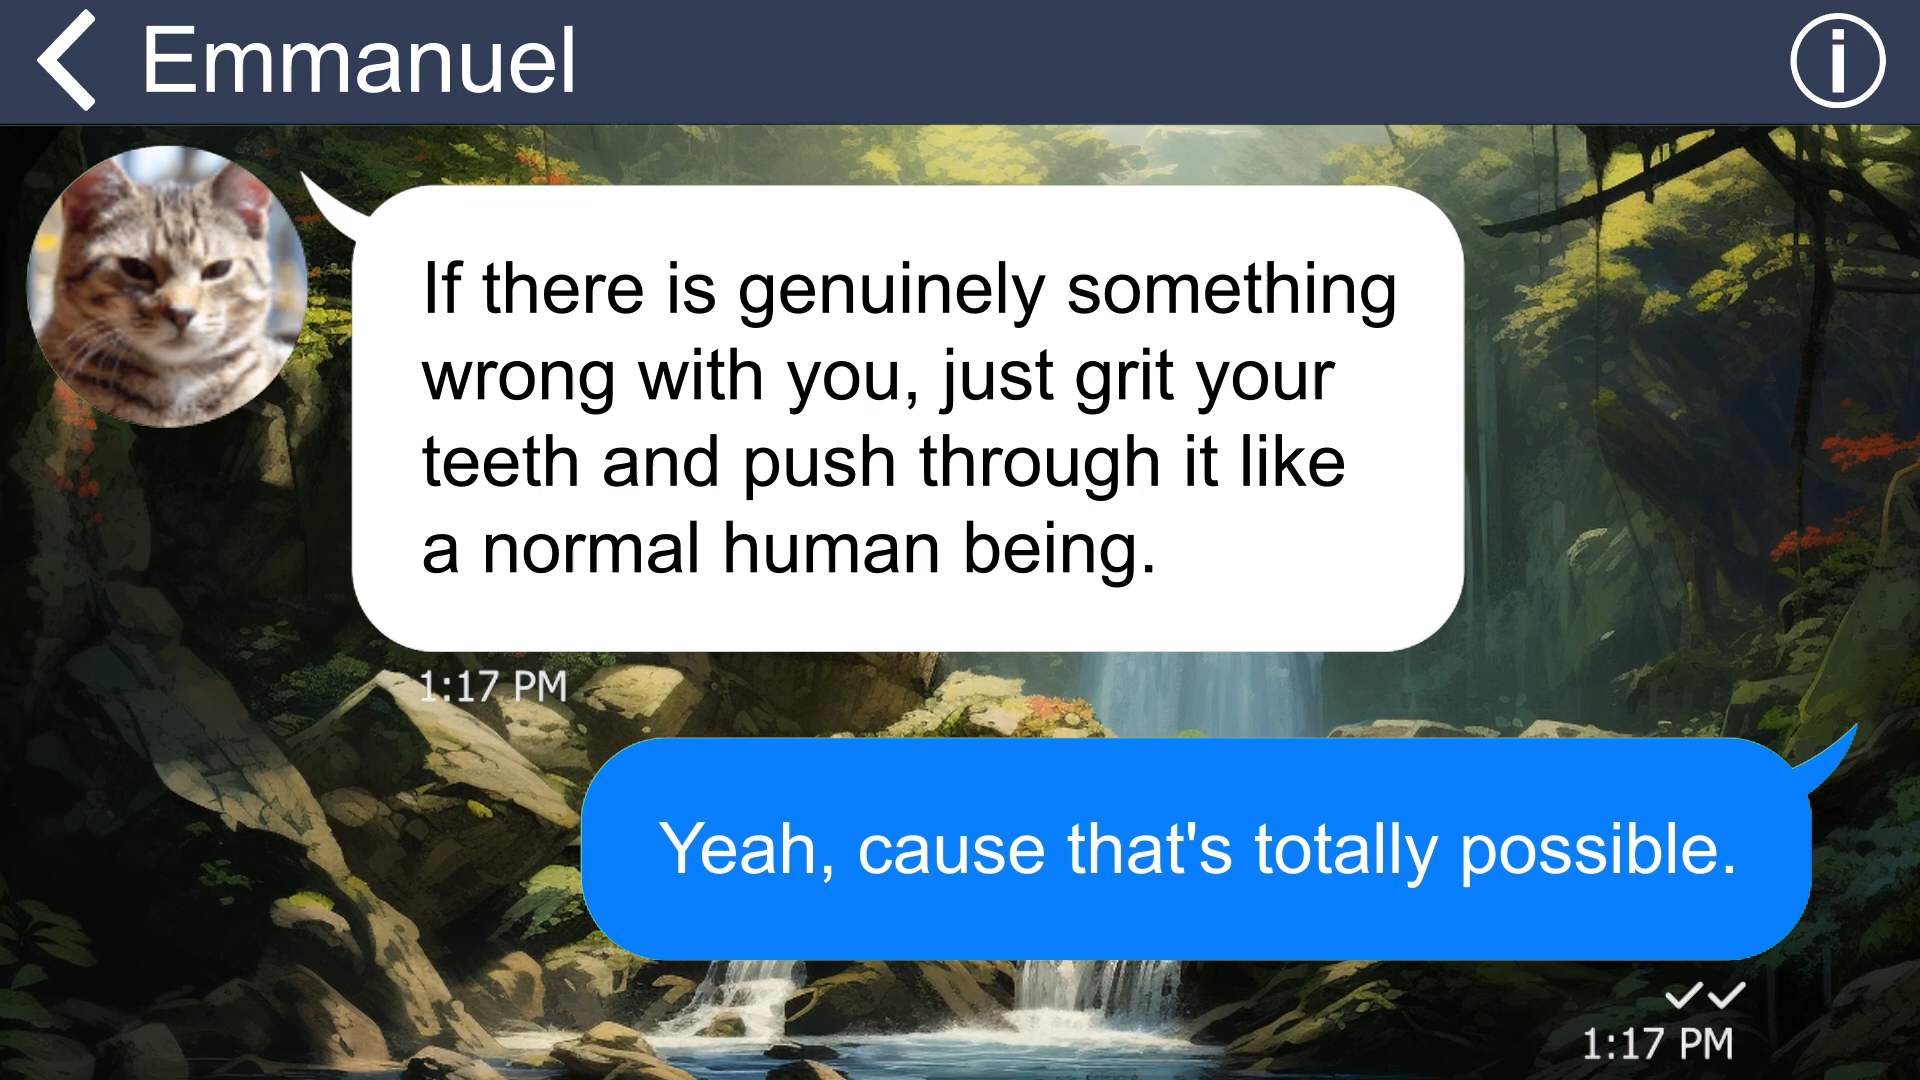 Emmanuel
If there is genuinely something
wrong with you, just grit your
teeth and push through it like
a normal human being.
1:17 PM
Yeah, cause that's totally possible.
1:17 PM